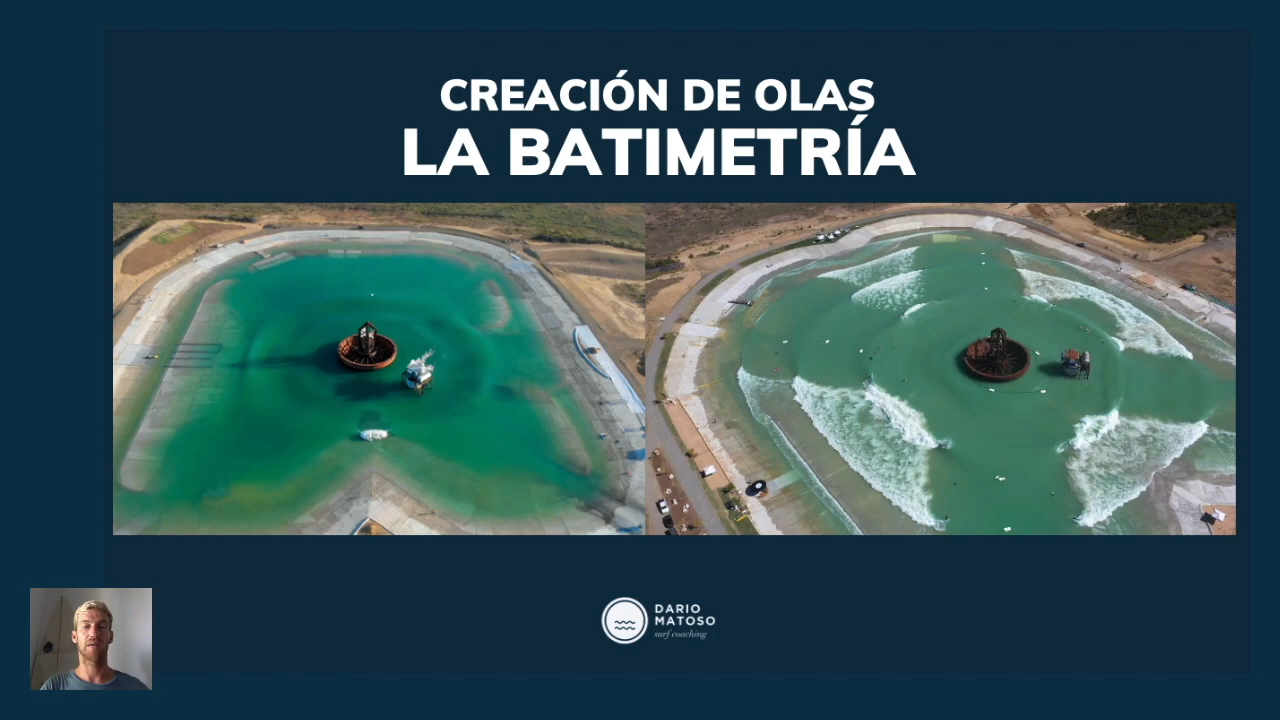 CREACIÓN DE OLAS
LA BATIMETRÍA
DARIO
MATOSO
surf coaching